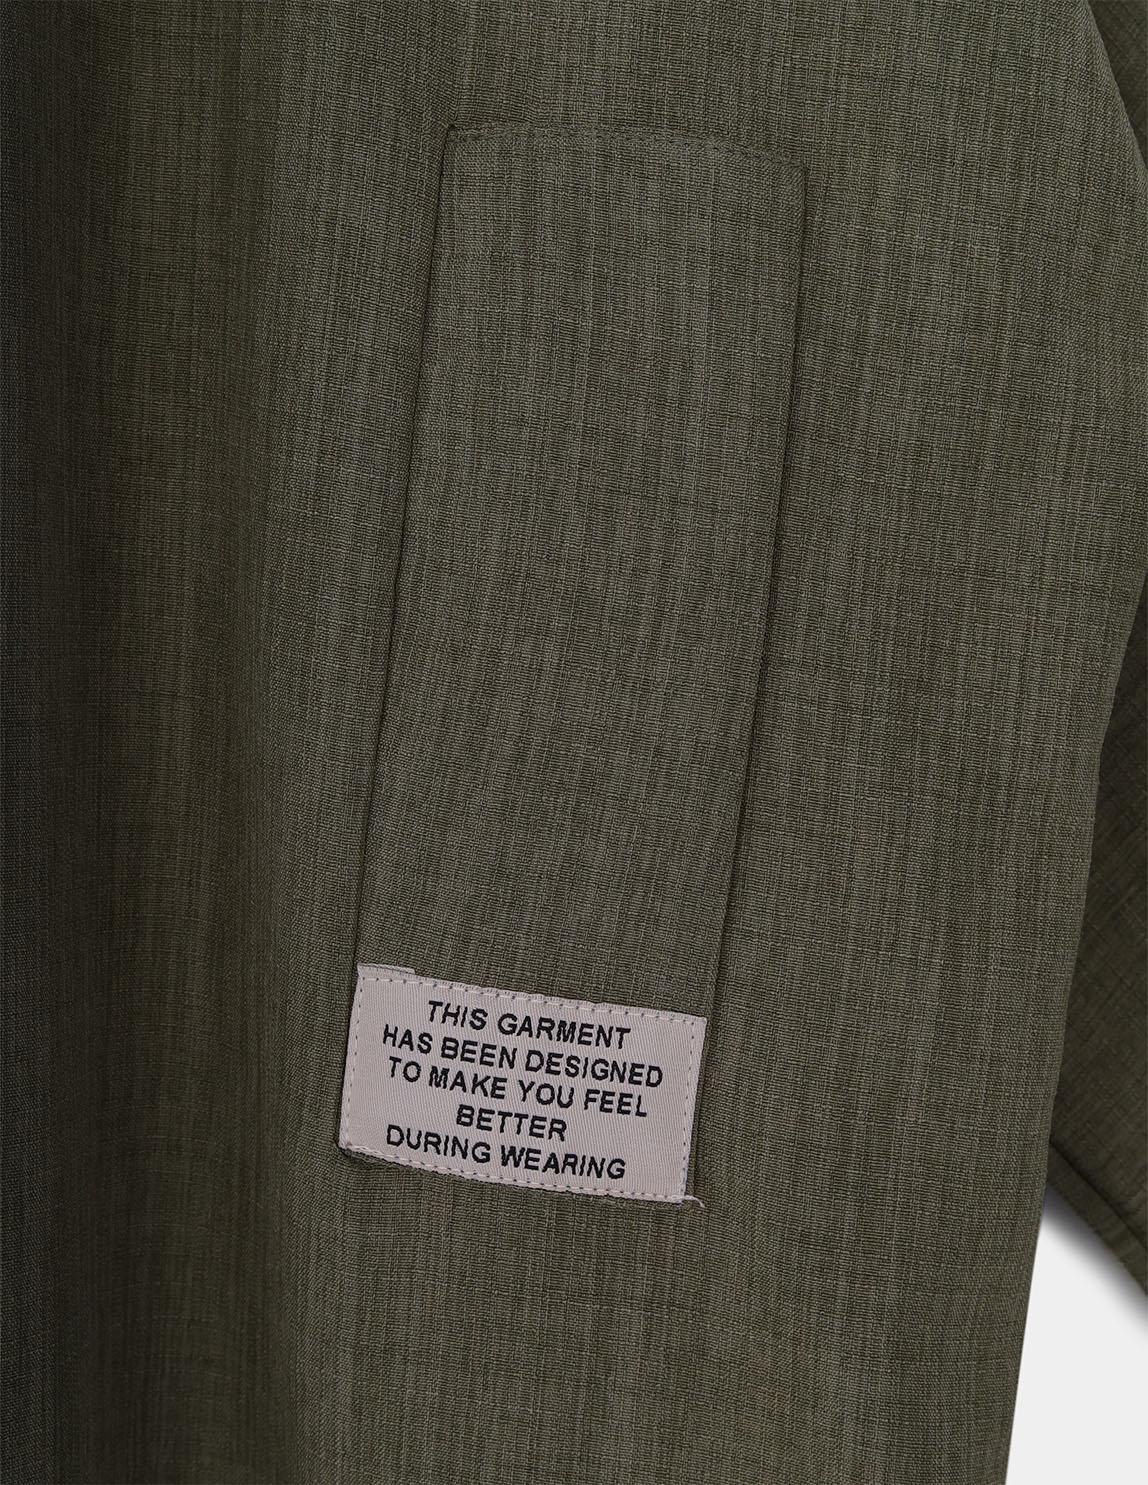 THIS GARMENT
HAS BEEN DESIGNED
TO MAKE YOU FEEL
BETTER
DURING WEARING